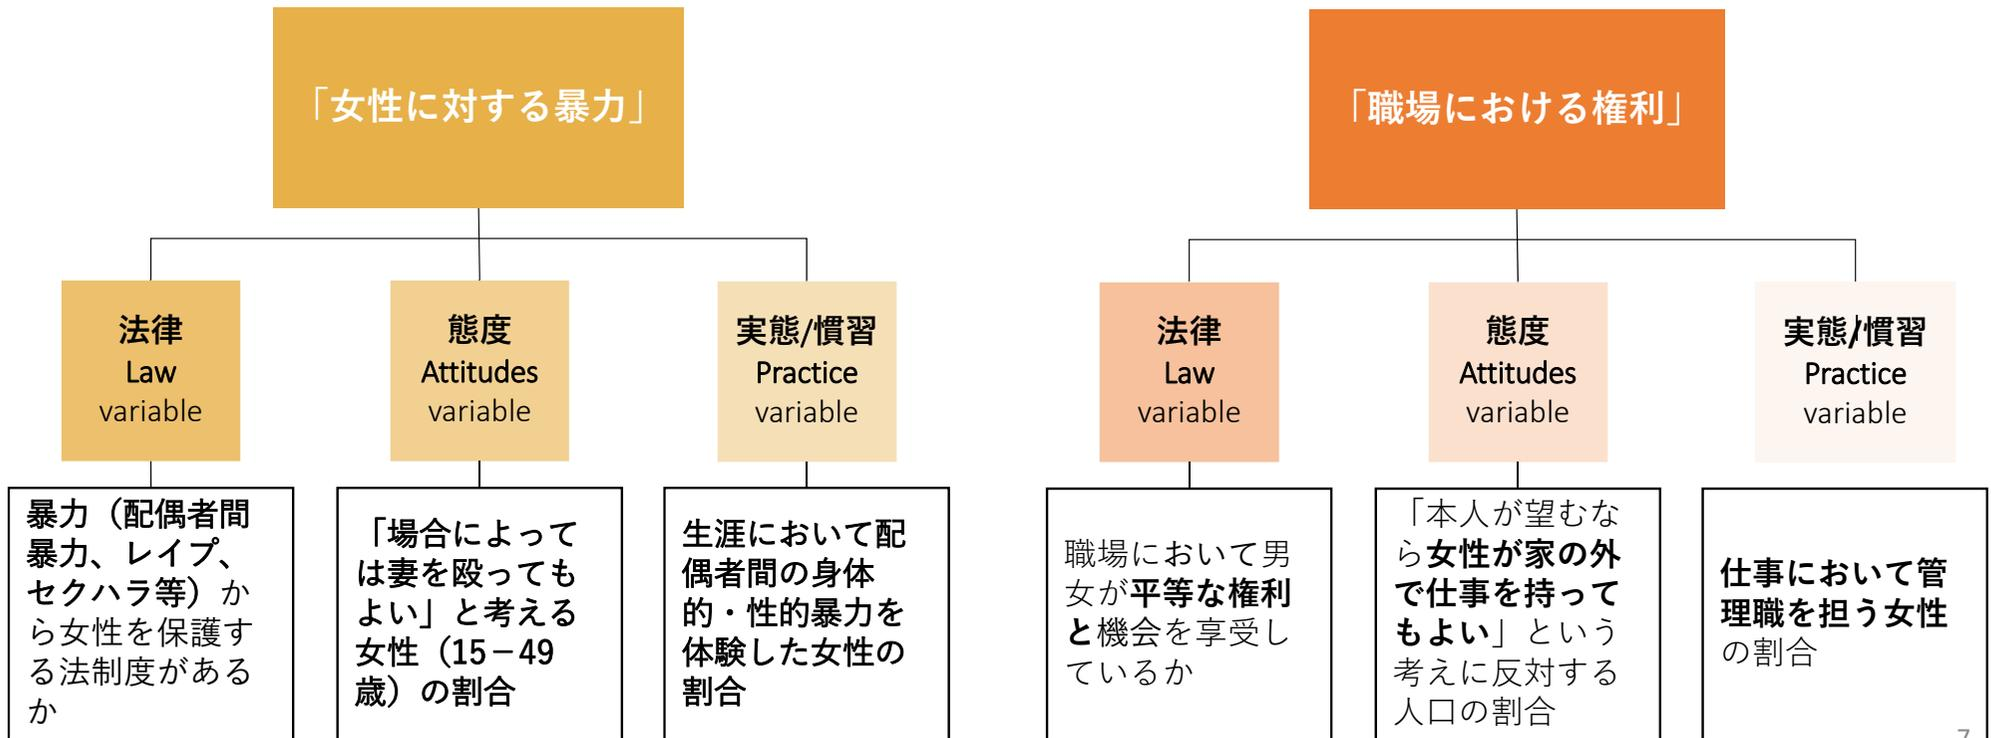 「女性に対する暴力」
法律
Law
variable
態度
Attitudes
variable
実態/慣習
Practice
variable
暴力（配偶者間
暴力、レイプ、
セクハラ等）か
ら女性を保護す
る法制度がある
か
「場合によって
は妻を殴っても
よい」と考える
女性（15－49
歳）の割合
生涯において配
偶者間の身体
的・性的暴力を
体験した女性の
割合
「職場における権利」
法律
Law
variable
態度
Attitudes
variable
実態/慣習
Practice
variable
職場において男
女が平等な権利
と機会を享受し
ているか
「本人が望むな
ら女性が家の外
で仕事を持って
もよい」という
考えに反対する
人口の割合
仕事において管
理職を担う女性
の割合
7